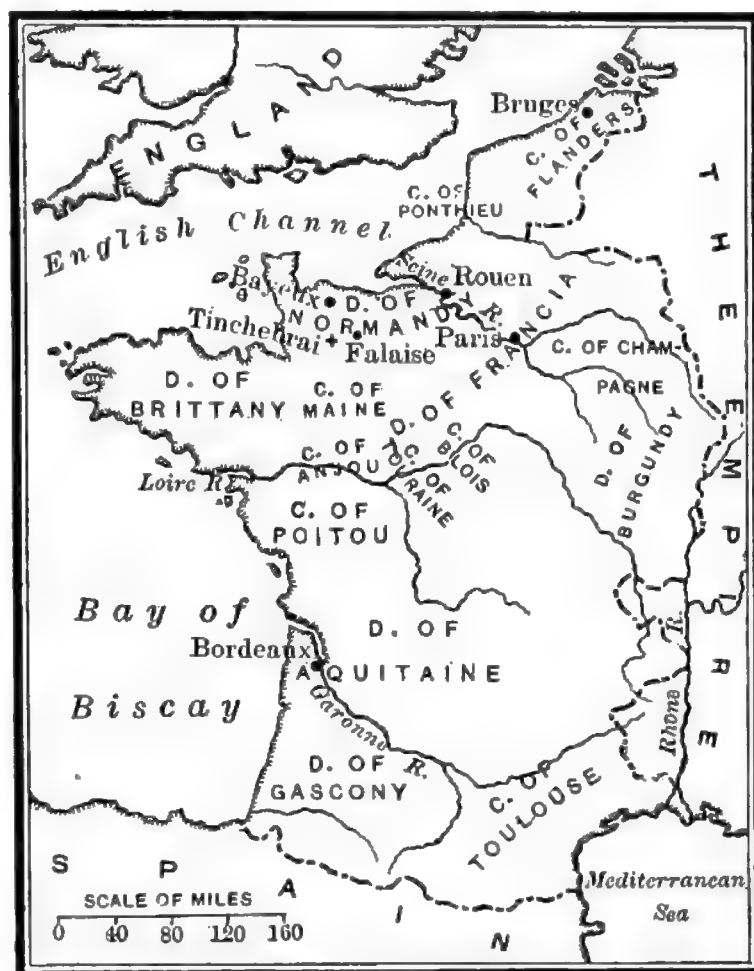 ENGLAND
English Channel
Bruges
C. OF
FLANDERS
C. OF
PONTHIEU
THE EMPIRE
Seine R.
Rouen
Bayeux
D. OF
NORMANDY
Tinchebrai
Falaise
Paris
D. OF FRANCIA
C. OF CHAM-
PAGNE
D. OF
BRITTANY
C. OF
MAINE
C. OF
ANJOU
C. OF
TOURAINE
C. OF
BLOIS
D. OF
BURGUNDY
Loire R.
C. OF
POITOU
Bay of
Biscay
D. OF
AQUITAINE
Bordeaux
Garonne R.
Rhone R.
D. OF
GASCONY
C. OF
TOULOUSE
SPAIN
Mediterranean
Sea
SCALE OF MILES
0 40 80 120 160